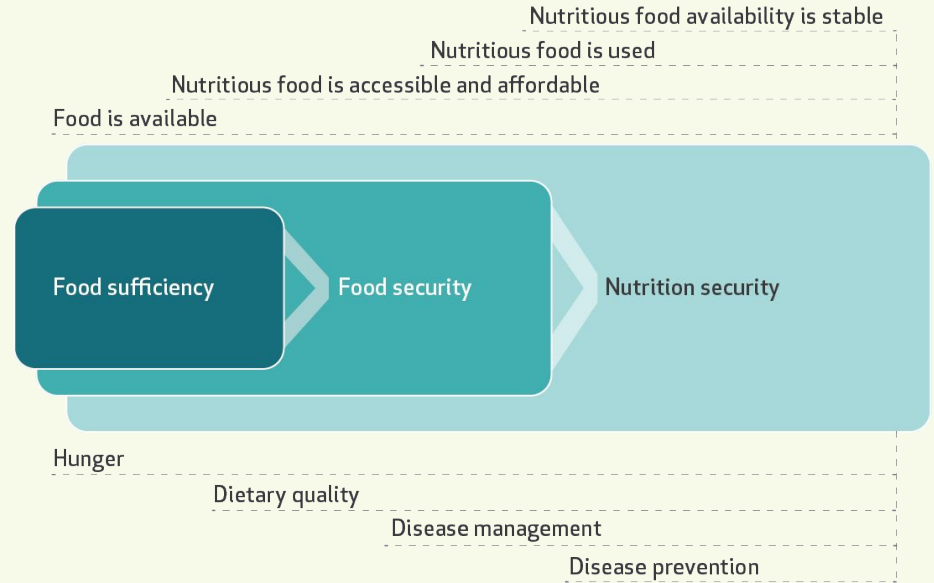 Nutritious food availability is stable
Nutritious food is used
Nutritious food is accessible and affordable
Food is available
Food sufficiency
Food security
Nutrition security
Hunger
Dietary quality
Disease management
Disease prevention